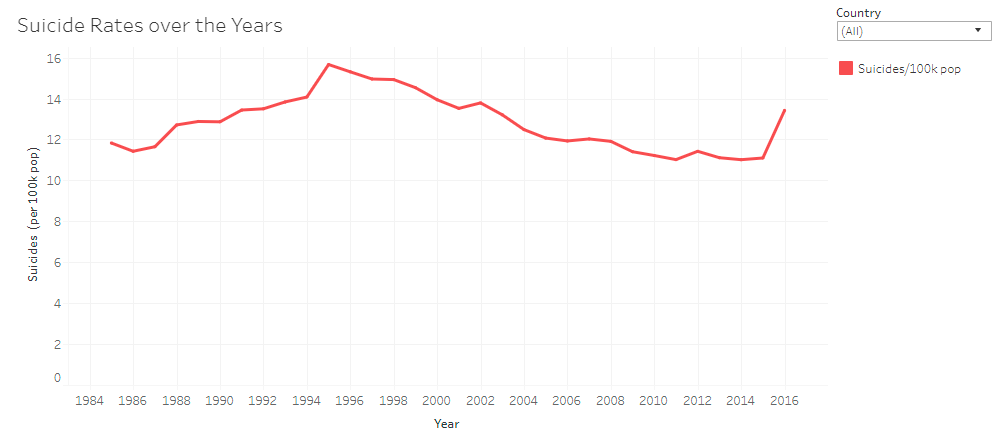 Suicide Rates over the Years
Country
(All)
Suicides/100k pop
Suicides (per 100k pop)
16
14
12
10
8
6
4
2
0
1984 1986 1988 1990 1992 1994 1996 1998 2000 2002 2004 2006 2008 2010 2012 2014 2016
Year